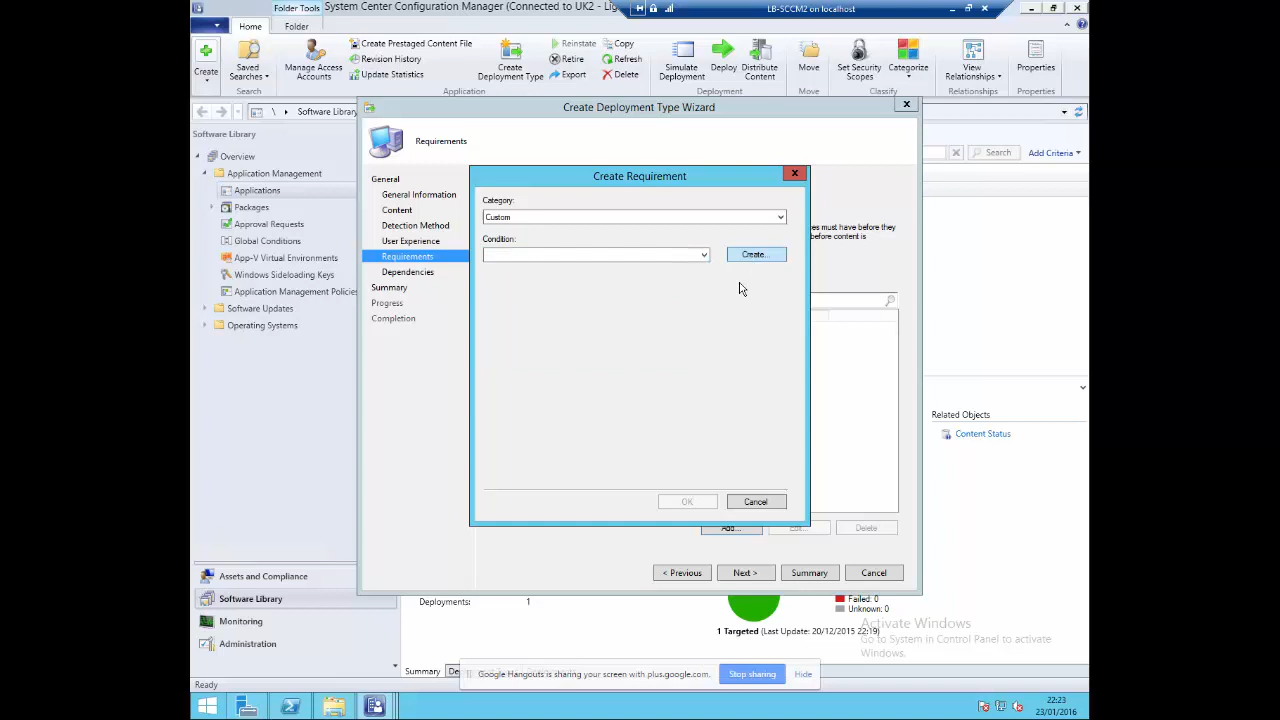 Folder Tools
System Center Configuration Manager (Connected to UK2 - Lig
LB-SCCM2 on localhost
Home
Folder
Create
Saved Searches
Search
Manage Access Accounts
Create Prestaged Content File
Revision History
Update Statistics
Create Deployment Type
Reinstate
Retire
Export
Copy
Refresh
Delete
Application
Simulate Deployment
Deploy
Distribute Content
Deployment
Move
Move
Set Security Scopes
Categorize
Classify
View Relationships
Relationships
Properties
Properties
\ Software Library
Software Library
Search
Add Criteria
Overview
Application Management
Applications
Packages
Approval Requests
Global Conditions
App-V Virtual Environments
Windows Sideloading Keys
Application Management Policies
Software Updates
Operating Systems
Create Deployment Type Wizard
Requirements
General
General Information
Content
Detection Method
User Experience
Requirements
Dependencies
Summary
Progress
Completion
es must have before they
before content is
Create Requirement
Category:
Custom
Condition:
Create...
OK
Cancel
Add...
Edit...
Delete
< Previous
Next >
Summary
Cancel
Related Objects
Content Status
Assets and Compliance
Software Library
Monitoring
Administration
Deployments: 1
Failed: 0
Unknown: 0
1 Targeted (Last Update: 20/12/2015 22:19)
Activate Windows
Go to System in Control Panel to activate
Windows.
Summary
Google Hangouts is sharing your screen with plus.google.com.
Stop sharing
Hide
Ready
22:23
23/01/2016